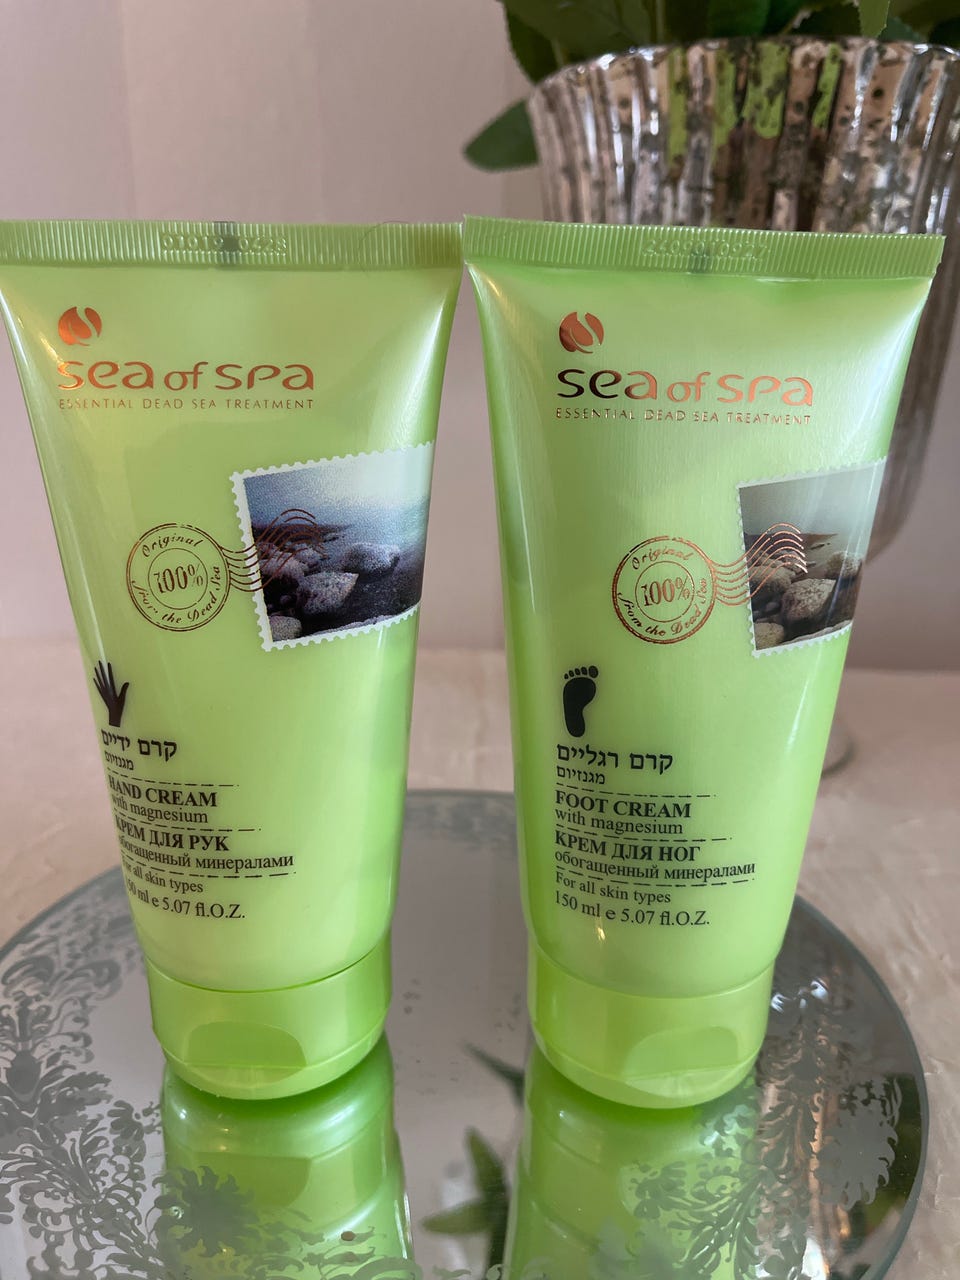 sea of spa
ESSENTIAL DEAD SEA TREATMENT
Original
100%
from the Dead Sea
קרם ידיים
מגנזיום
HAND CREAM
with magnesium
КРЕМ ДЛЯ РУК
обогащенный минералами
For all skin types
150 ml e 5.07 fl.O.Z.
sea of spa
ESSENTIAL DEAD SEA TREATMENT
Original
100%
from the Dead Sea
קרם רגליים
מגנזיום
FOOT CREAM
with magnesium
КРЕМ ДЛЯ НОГ
обогащенный минералами
For all skin types
150 ml e 5.07 fl.O.Z.